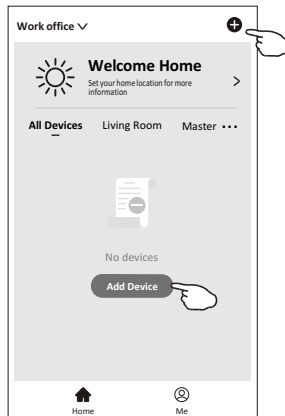 Work office
Welcome Home
Set your home location for more
information
All Devices Living Room Master ...
No devices
Add Device
Home Me